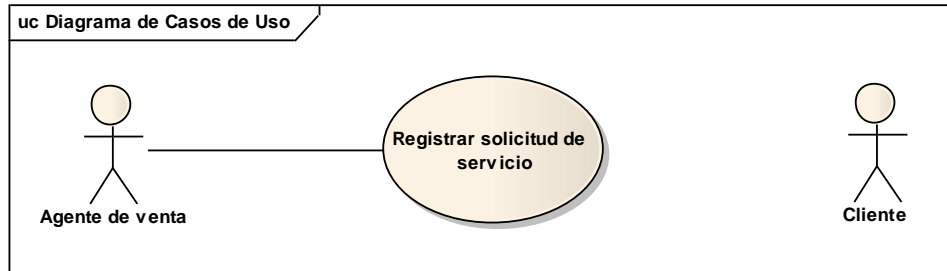 uc Diagrama de Casos de Uso
Registrar solicitud de
servicio
Agente de venta
Cliente